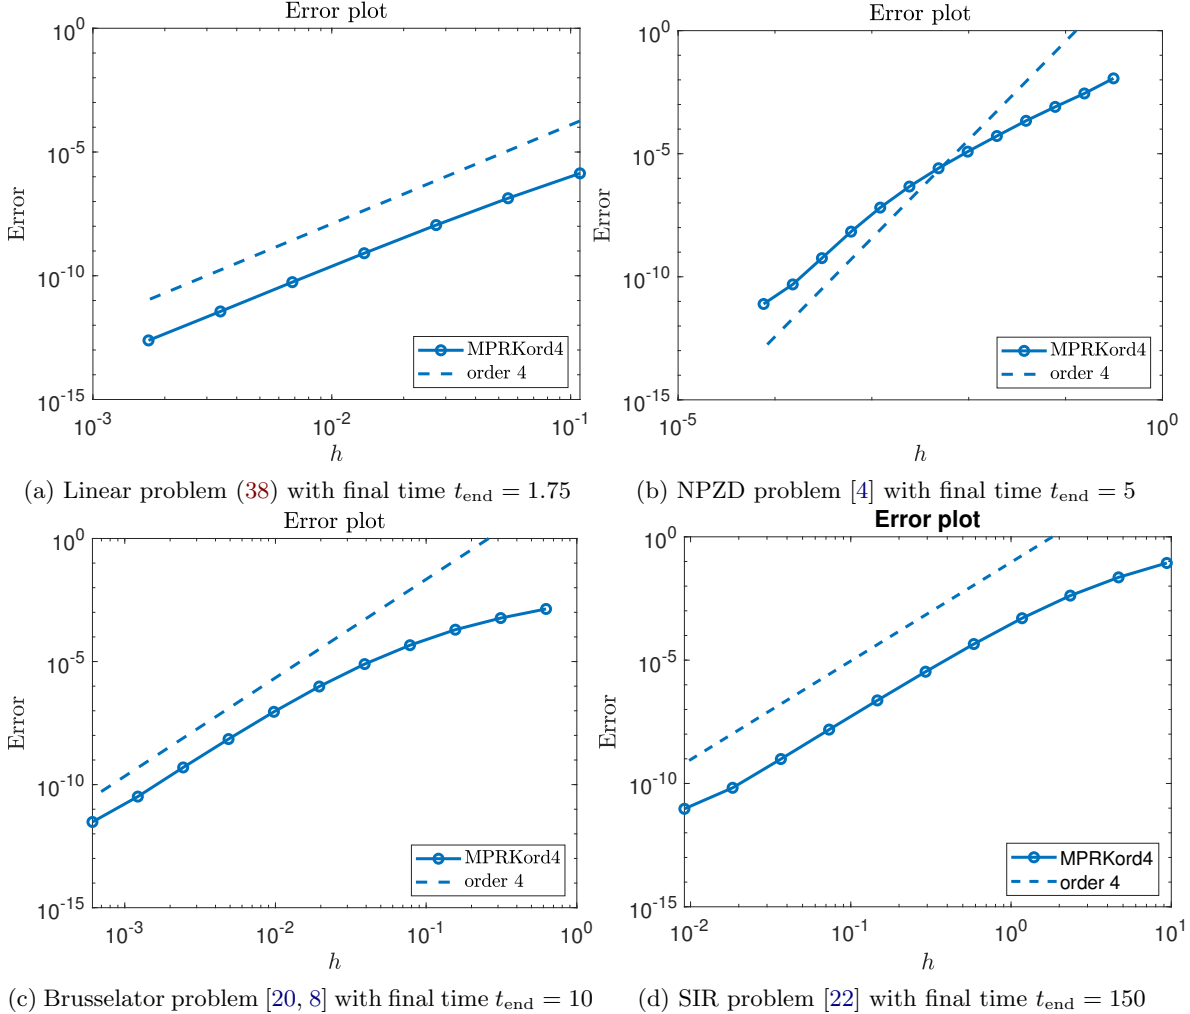 Error plot
10^0
10^-5
10^-10
10^-15
Error
10^-3
10^-2
10^-1
h
MPRKord4
order 4
(a) Linear problem (38) with final time t_end = 1.75
Error plot
10^0
10^-5
10^-10
10^-15
Error
10^-5
10^0
h
MPRKord4
order 4
(b) NPZD problem [4] with final time t_end = 5
Error plot
10^0
10^-5
10^-10
10^-15
Error
10^-3
10^-2
10^-1
10^0
h
MPRKord4
order 4
(c) Brusselator problem [20, 8] with final time t_end = 10
Error plot
10^0
10^-5
10^-10
10^-15
Error
10^-2
10^-1
10^0
10^1
h
MPRKord4
order 4
(d) SIR problem [22] with final time t_end = 150